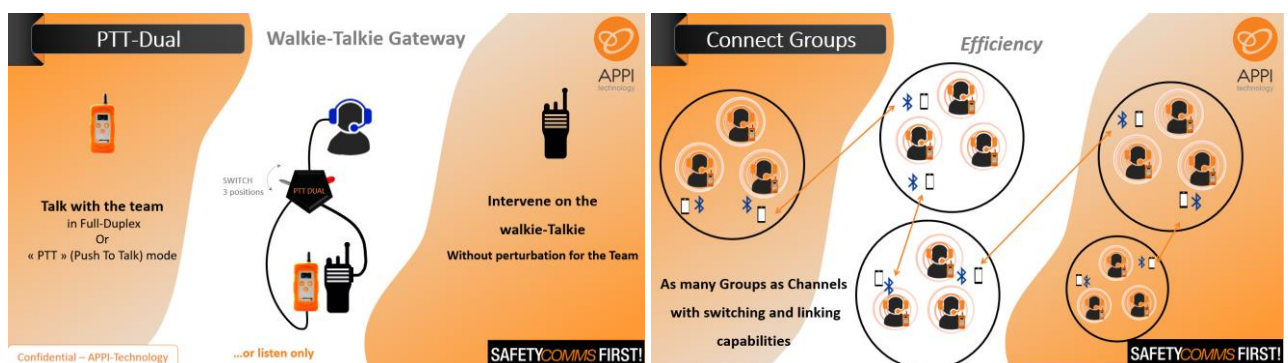 PTT-Dual
Walkie-Talkie Gateway
APPI
technology
SWITCH
3 positions
PTT DUAL
Talk with the team
in Full-Duplex
Or
« PTT » (Push To Talk) mode
Intervene on the
walkie-Talkie
Without perturbation for the Team
Confidential – APPI-Technology
...or listen only
SAFETYCOMMS FIRST!
Connect Groups
Efficiency
APPI
technology
As many Groups as Channels
with switching and linking
capabilities
SAFETYCOMMS FIRST!